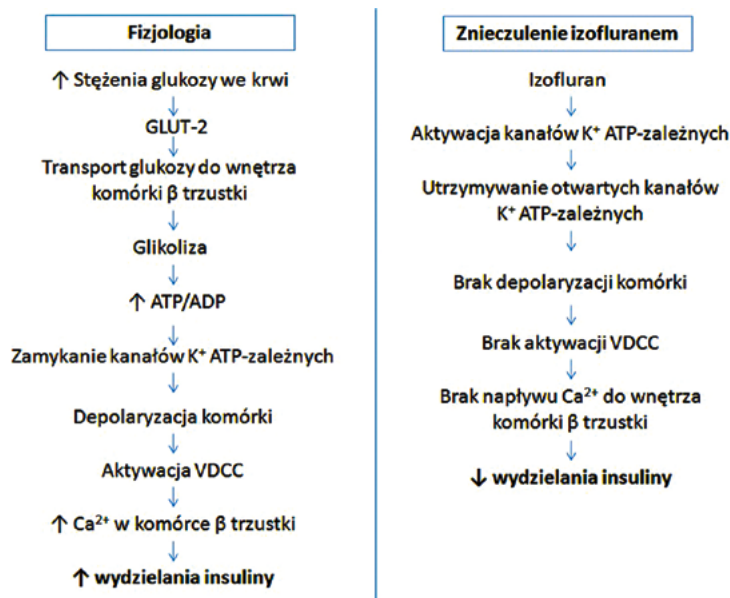 Fizjologia
↑ Stężenia glukozy we krwi
GLUT-2
Transport glukozy do wnętrza
komórki β trzustki
Glikoliza
↑ ATP/ADP
Zamykanie kanałów K⁺ ATP-zależnych
Depolaryzacja komórki
Aktywacja VDCC
↑ Ca²⁺ w komórce β trzustki
↑ wydzielania insuliny
Znieczulenie izofluranem
Izofluran
Aktywacja kanałów K⁺ ATP-zależnych
Utrzymywanie otwartych kanałów
K⁺ ATP-zależnych
Brak depolaryzacji komórki
Brak aktywacji VDCC
Brak napływu Ca²⁺ do wnętrza
komórki β trzustki
↓ wydzielania insuliny